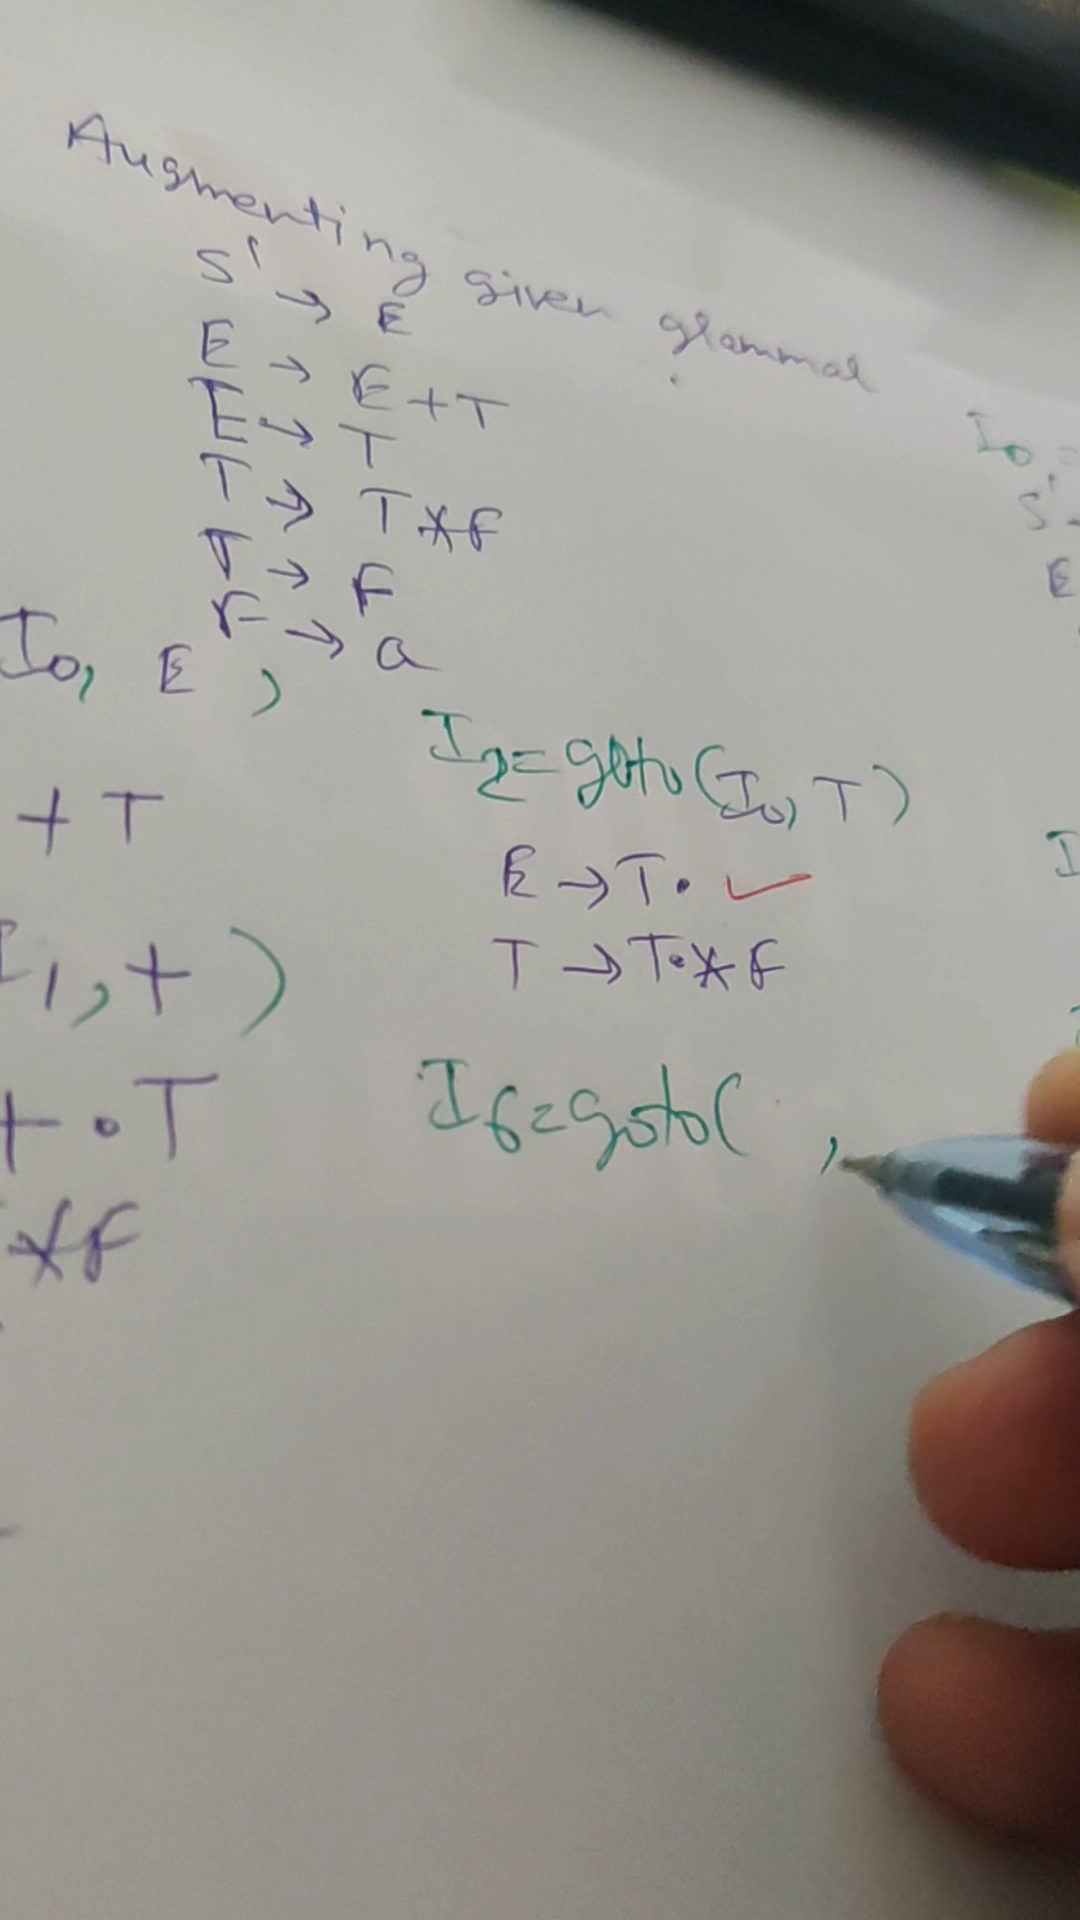 Augmenting given grammar
S' → E
E → E + T
E → T
T → T * F
T → F
F → a
I0, E )
+ T
I1, + )
+ . T
* F
I2 = goto (I0, T)
E → T . ✓
T → T . * F
I6 = goto ( ,
I0 =
S'
E
I